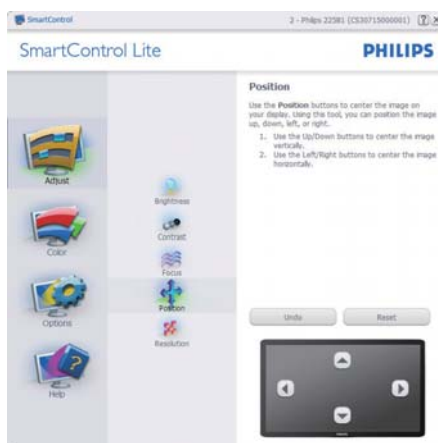 SmartControl
2 - Philips 225B1 (CS30715000001)
SmartControl Lite
PHILIPS
Position
Use the Position buttons to center the image on
your display. Using the tool, you can position the image
up, down, left, or right.
1. Use the Up/Down buttons to center the image
vertically.
2. Use the Left/Right buttons to center the image
horizontally.
Adjust
Color
Options
Help
Brightness
Contrast
Focus
Position
Resolution
Undo
Reset